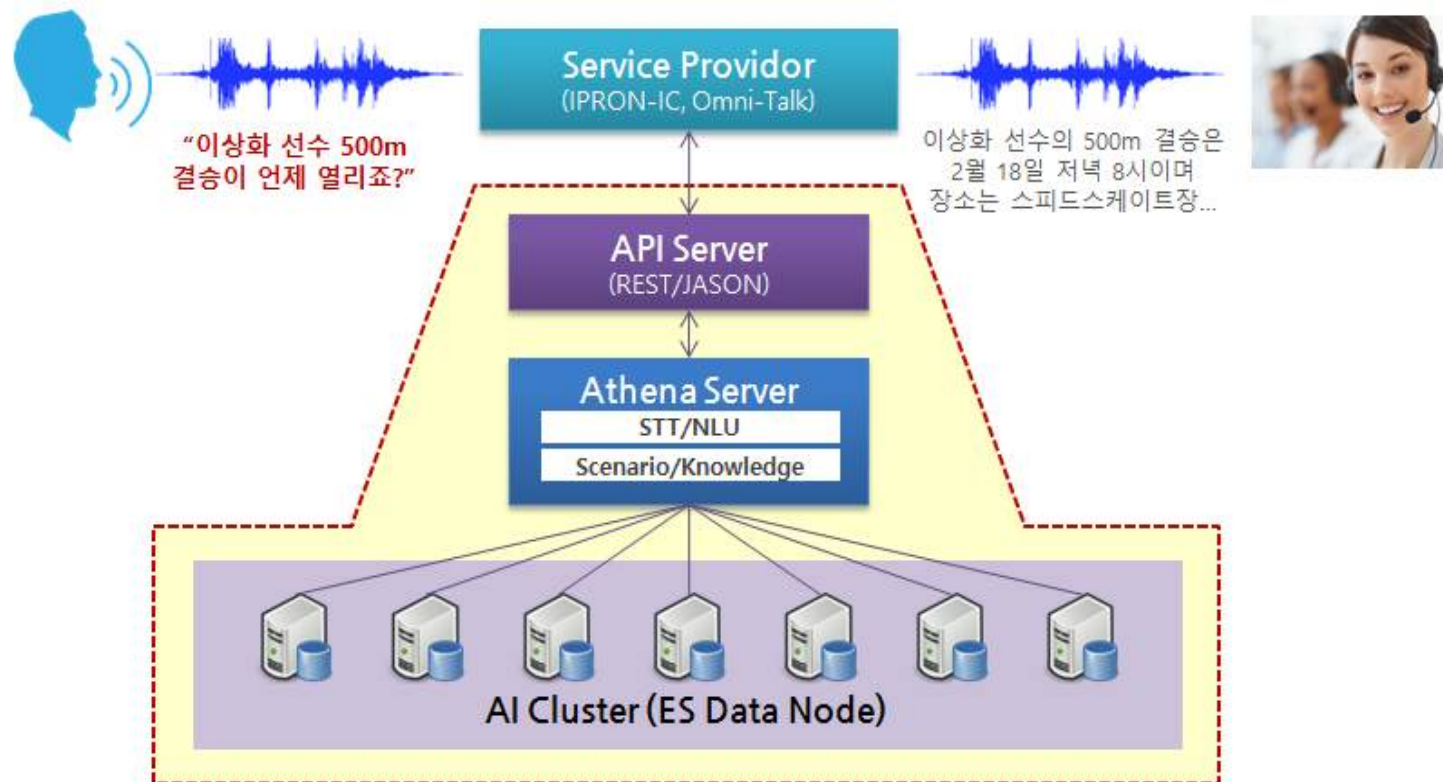 Service Providor
(IPRON-IC, Omni-Talk)
“이상화 선수 500m
결승이 언제 열리죠?”
이상화 선수의 500m 결승은
2월 18일 저녁 8시이며
장소는 스피드스케이트장...
API Server
(REST/JASON)
Athena Server
STT/NLU
Scenario/Knowledge
AI Cluster (ES Data Node)